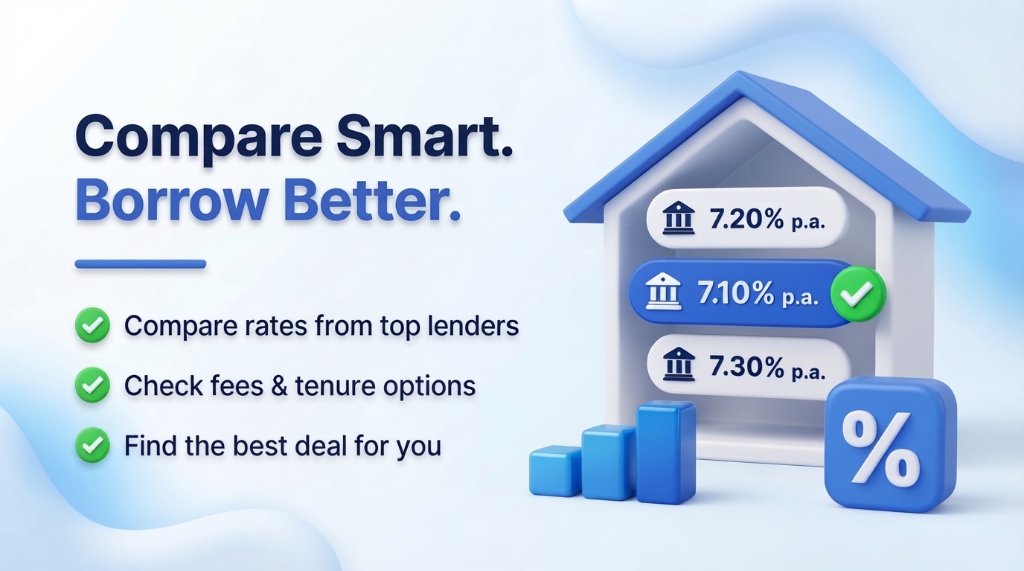 Compare Smart.
Borrow Better.
Compare rates from top lenders
Check fees & tenure options
Find the best deal for you
7.20% p.a.
7.10% p.a.
7.30% p.a.
%